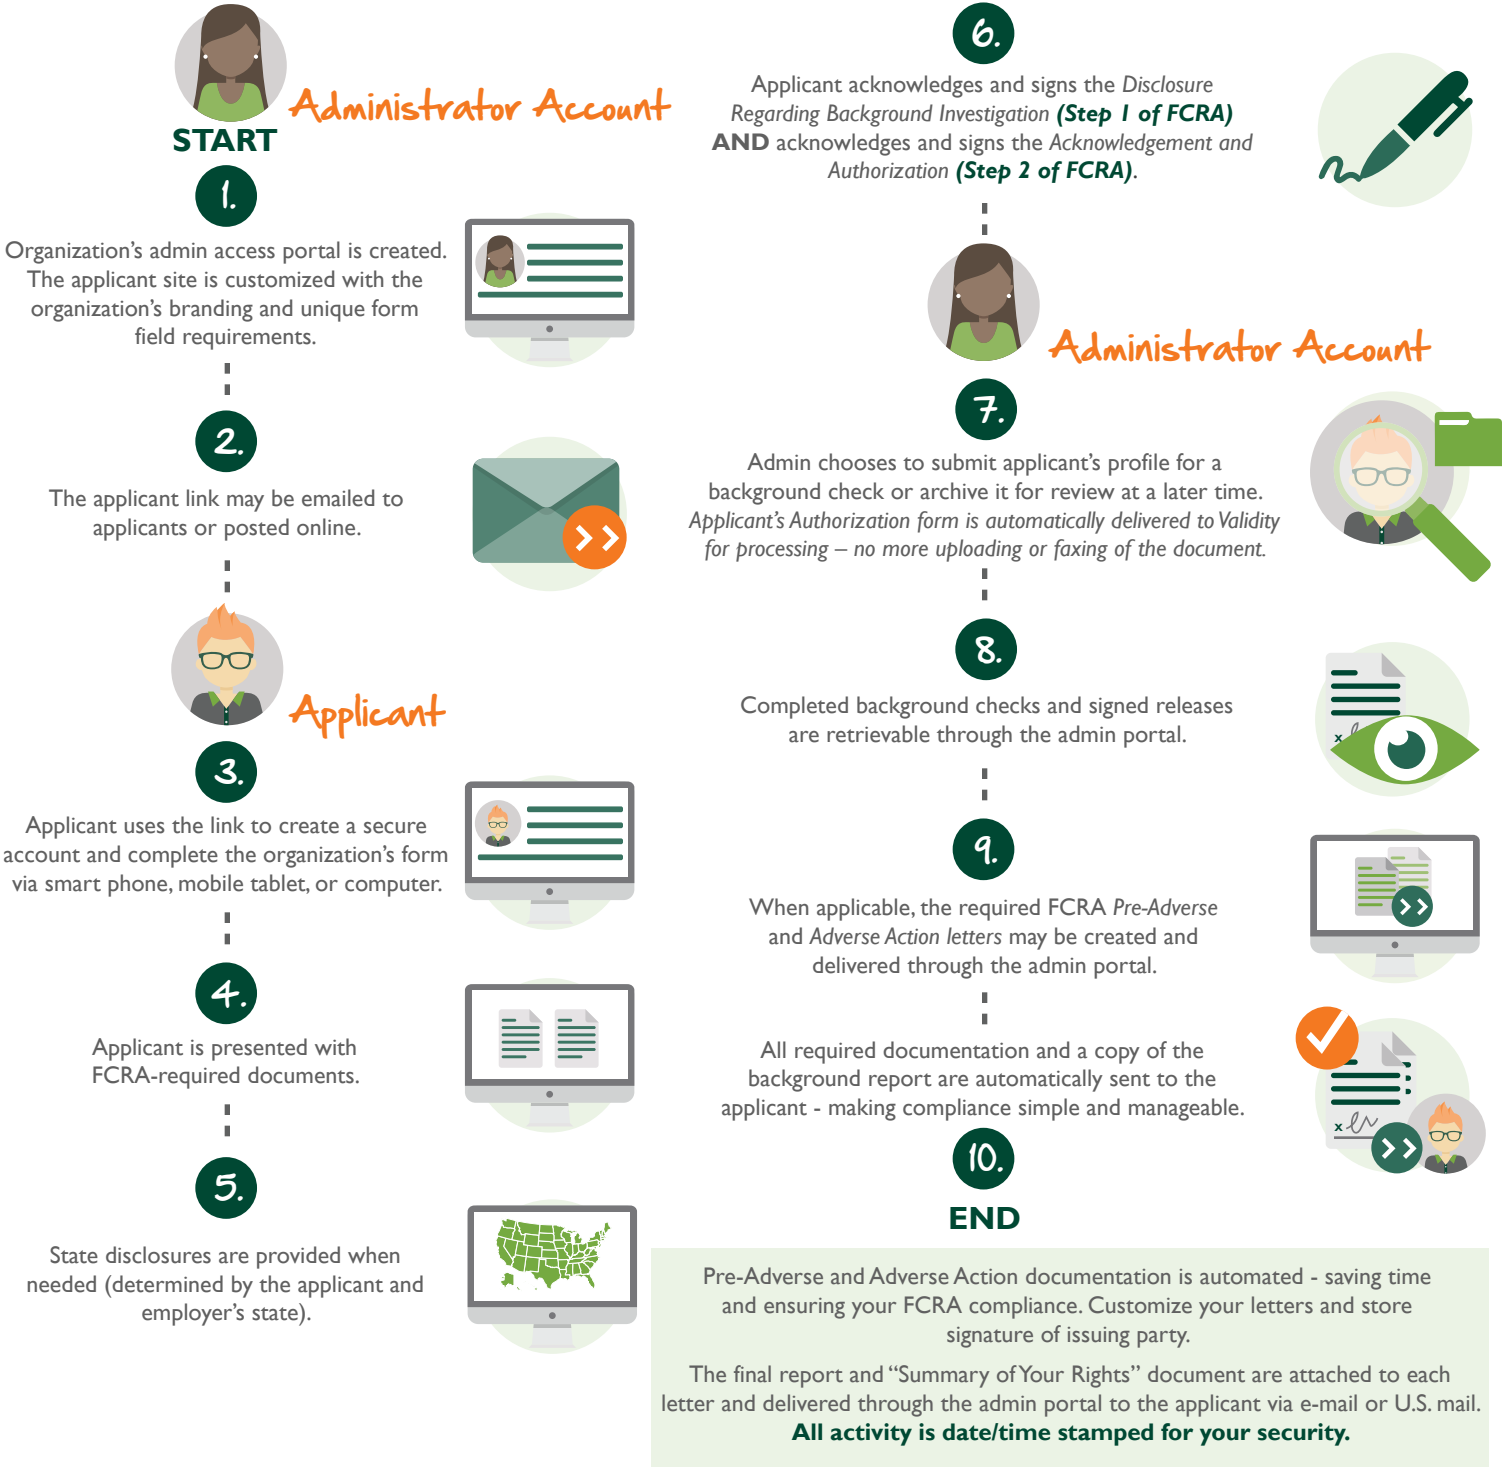 Administrator Account
START
1.
Organization's admin access portal is created.
The applicant site is customized with the
organization's branding and unique form
field requirements.
2.
The applicant link may be emailed to
applicants or posted online.
Applicant
3.
Applicant uses the link to create a secure
account and complete the organization's form
via smart phone, mobile tablet, or computer.
4.
Applicant is presented with
FCRA-required documents.
5.
State disclosures are provided when
needed (determined by the applicant and
employer's state).
6.
Applicant acknowledges and signs the Disclosure
Regarding Background Investigation (Step 1 of FCRA)
AND acknowledges and signs the Acknowledgement and
Authorization (Step 2 of FCRA).
Administrator Account
7.
Admin chooses to submit applicant's profile for a
background check or archive it for review at a later time.
Applicant's Authorization form is automatically delivered to Validity
for processing – no more uploading or faxing of the document.
8.
Completed background checks and signed releases
are retrievable through the admin portal.
x
9.
When applicable, the required FCRA Pre-Adverse
and Adverse Action letters may be created and
delivered through the admin portal.
All required documentation and a copy of the
background report are automatically sent to the
applicant - making compliance simple and manageable.
x
10.
END
Pre-Adverse and Adverse Action documentation is automated - saving time
and ensuring your FCRA compliance. Customize your letters and store
signature of issuing party.
The final report and “Summary of Your Rights” document are attached to each
letter and delivered through the admin portal to the applicant via e-mail or U.S. mail.
All activity is date/time stamped for your security.